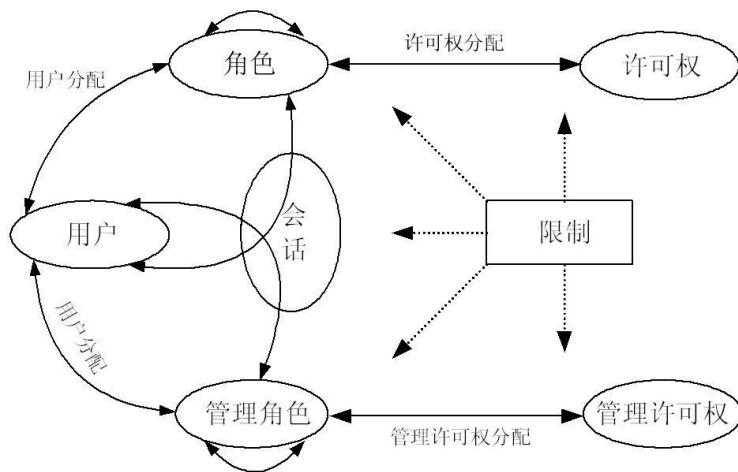 角色
许可权分配
许可权
用户分配
用户
会
话
限制
用户分配
管理角色
管理许可权分配
管理许可权